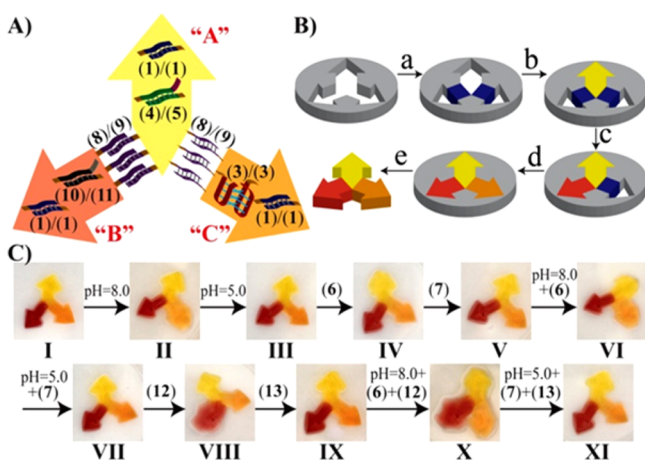 A)
"A"
(1)/(1)
(4)/(5)
(8)/(9)
(8)/(9)
(10)/(11)
(3)/(3)
(1)/(1)
(1)/(1)
"B"
"C"
B)
a
b
c
d
e
C)
pH=8.0
pH=5.0
(6)
(7)
pH=8.0
+(6)
I
II
III
IV
V
VI
pH=5.0
+(7)
(12)
(13)
pH=8.0+
(6)+(12)
pH=5.0+
(7)+(13)
VII
VIII
IX
X
XI